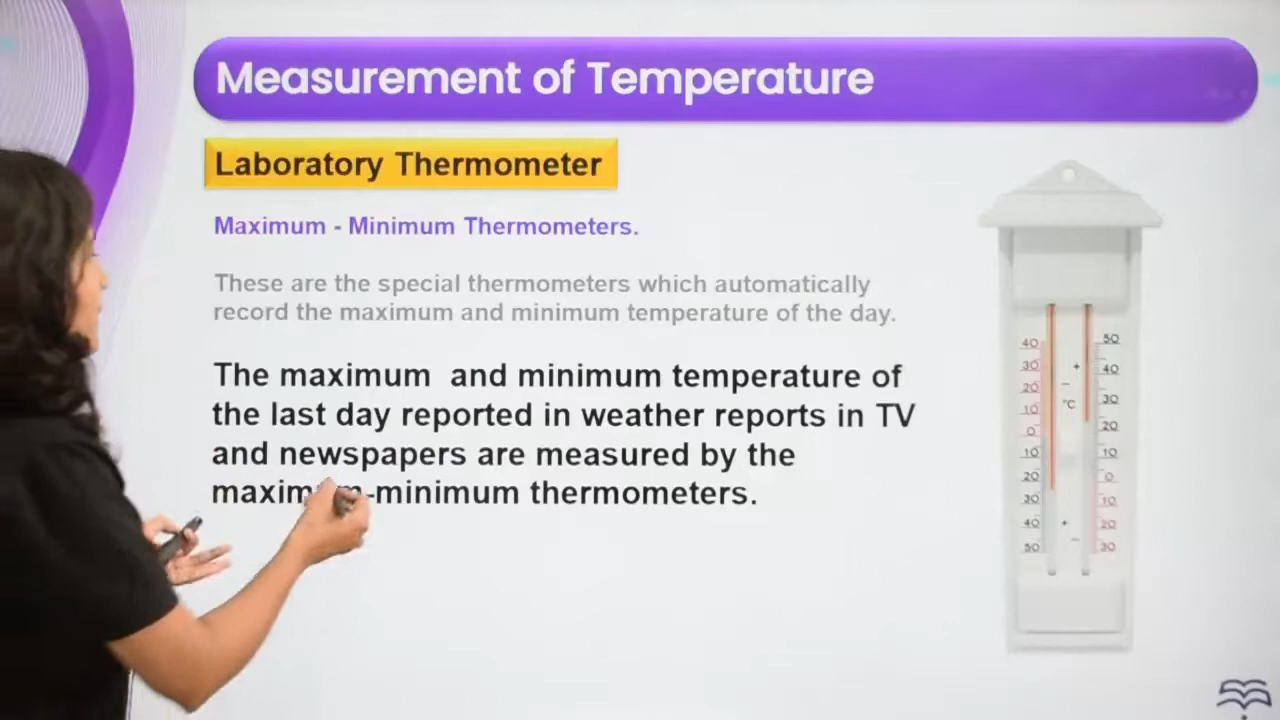 Measurement of Temperature
Laboratory Thermometer
Maximum - Minimum Thermometers.
These are the special thermometers which automatically
record the maximum and minimum temperature of the day.
The maximum and minimum temperature of
the last day reported in weather reports in TV
and newspapers are measured by the
-minimum thermometers.
40 50
30 + 40
20 −
10 °C 30
0 20
10 10
20 0
30 10
40 + 20
50 − 30